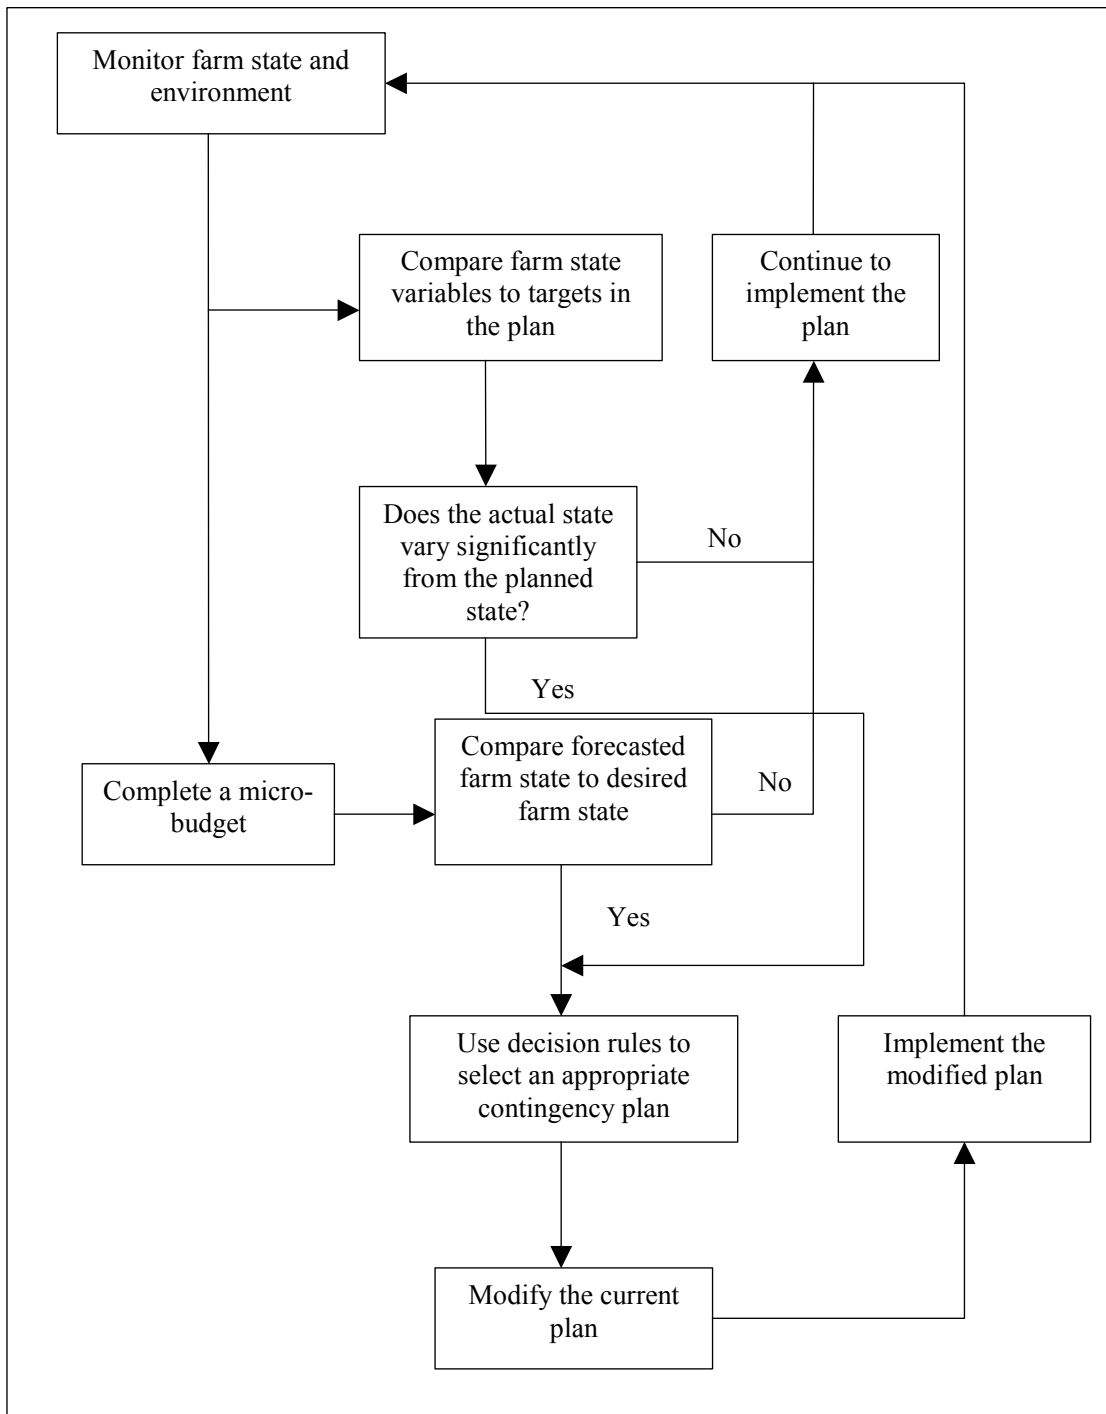 Monitor farm state and
environment
Compare farm state
variables to targets in
the plan
Continue to
implement the
plan
Does the actual state
vary significantly
from the planned
state?
No
Yes
Compare forecasted
farm state to desired
farm state
No
Complete a micro-
budget
Yes
Use decision rules to
select an appropriate
contingency plan
Implement the
modified plan
Modify the current
plan